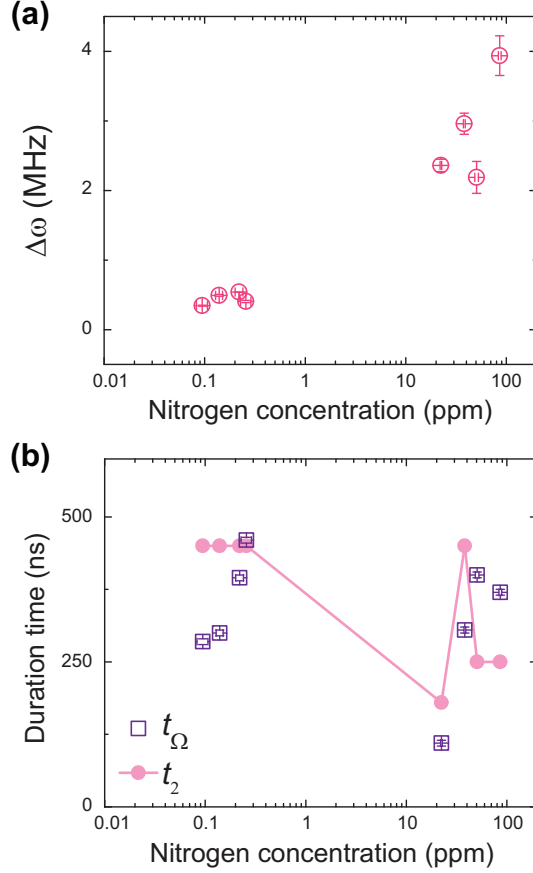 (a)
4
2
0
Δω (MHz)
0.01 0.1 1 10 100
Nitrogen concentration (ppm)
(b)
500
250
0
Duration time (ns)
tΩ
t2
0.01 0.1 1 10 100
Nitrogen concentration (ppm)